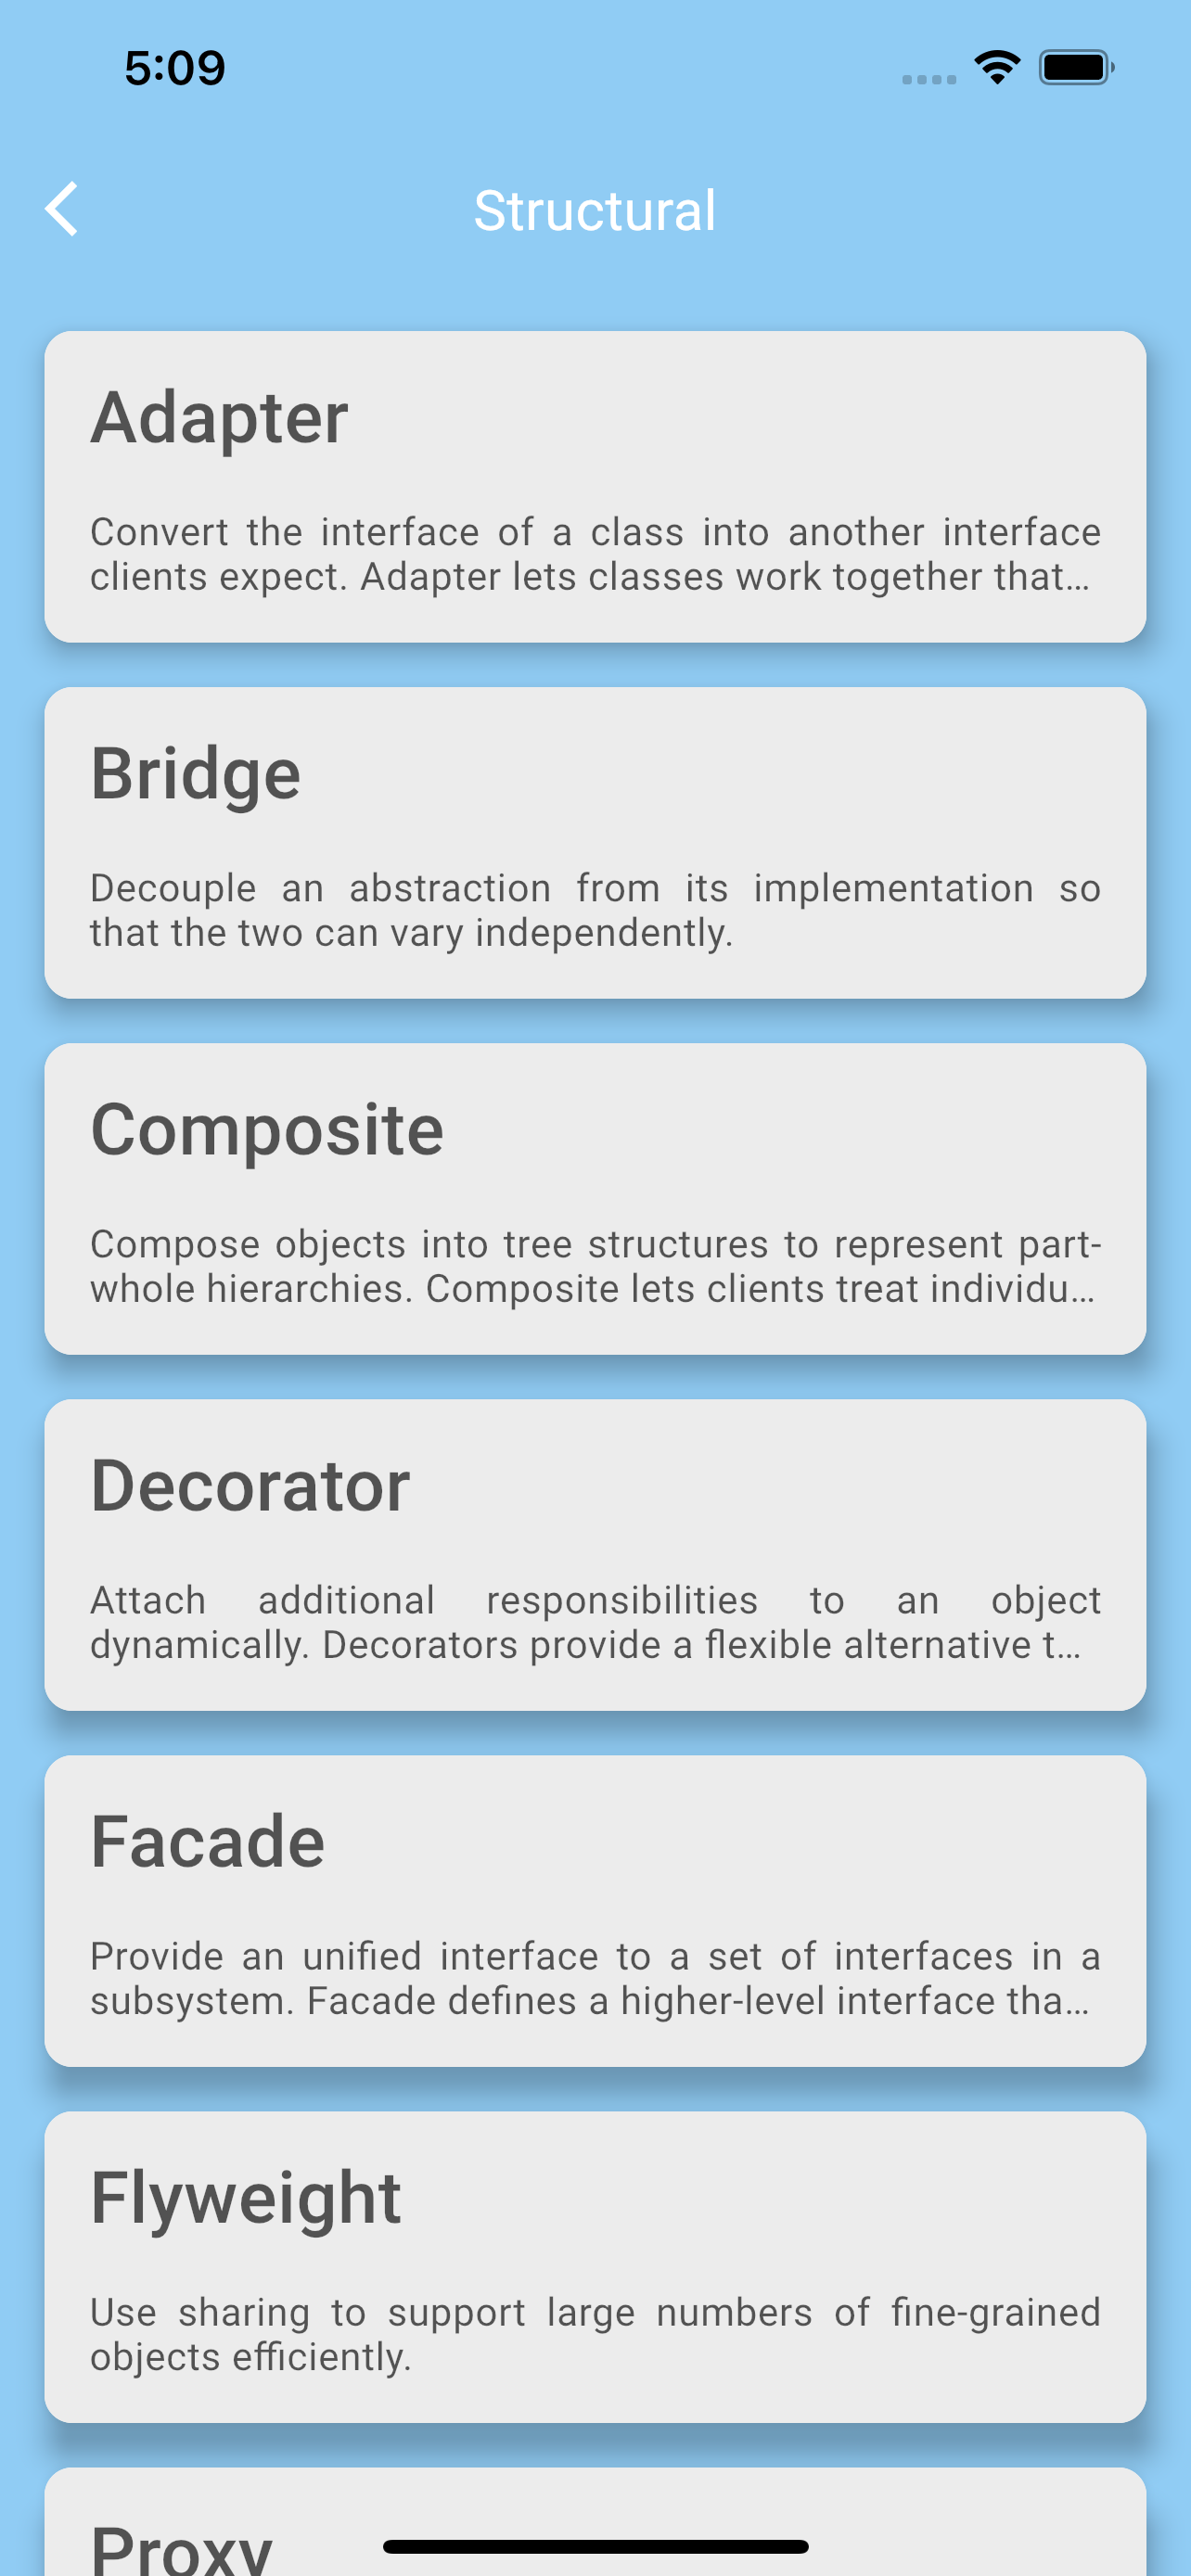 5:09
Structural
Adapter
Convert the interface of a class into another interface
clients expect. Adapter lets classes work together that…
Bridge
Decouple an abstraction from its implementation so
that the two can vary independently.
Composite
Compose objects into tree structures to represent part-
whole hierarchies. Composite lets clients treat individu…
Decorator
Attach additional responsibilities to an object
dynamically. Decorators provide a flexible alternative t…
Facade
Provide an unified interface to a set of interfaces in a
subsystem. Facade defines a higher-level interface tha…
Flyweight
Use sharing to support large numbers of fine-grained
objects efficiently.
Proxy